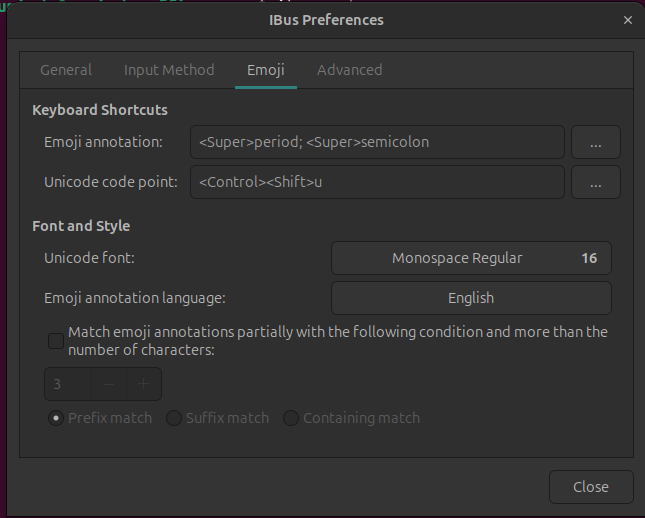 IBus Preferences
General Input Method Emoji Advanced
Keyboard Shortcuts
Emoji annotation: <Super>period; <Super>semicolon ...
Unicode code point: <Control><Shift>u ...
Font and Style
Unicode font: Monospace Regular 16
Emoji annotation language: English
Match emoji annotations partially with the following condition and more than the
number of characters:
3
Prefix match Suffix match Containing match
Close